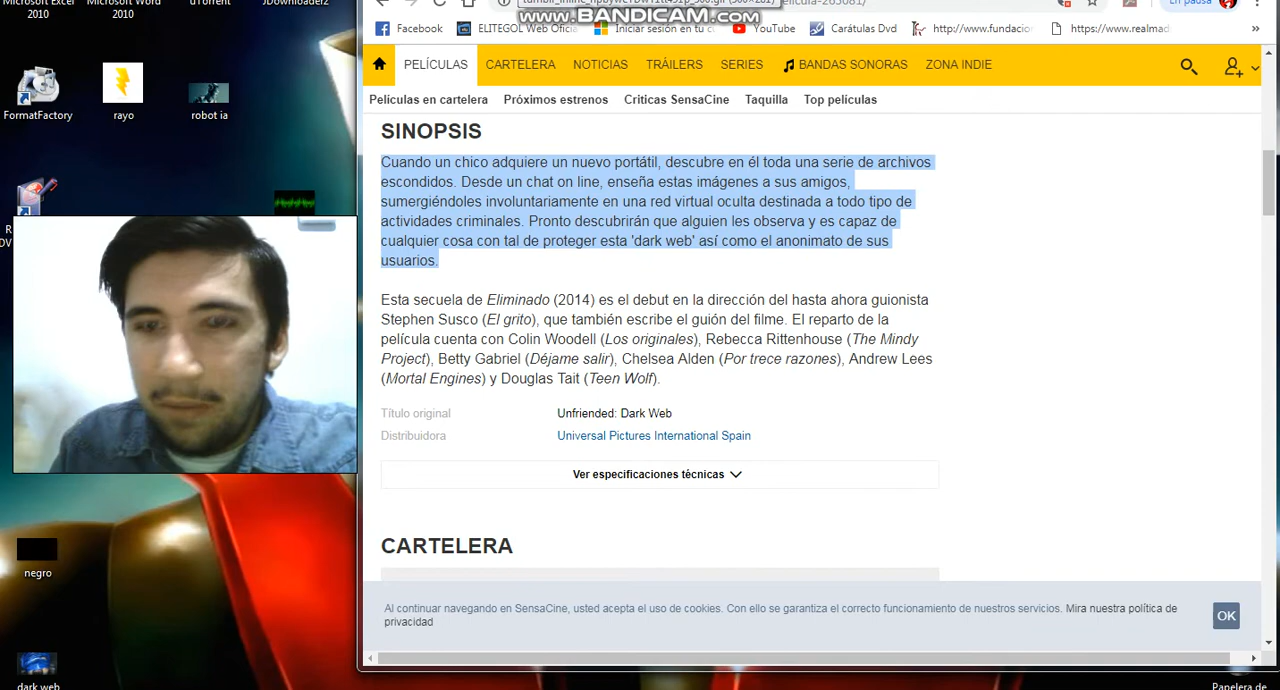 Microsoft Excel 2010
Microsoft Word 2010
uTorrent
JDownloader2
película-265081/
En pausa
www.BANDICAM.com
Facebook
ELITEGOL Web Oficia
Iniciar sesión en tu c
YouTube
Carátulas Dvd
http://www.fundacior
https://www.realmad
»
PELÍCULAS
CARTELERA
NOTICIAS
TRÁILERS
SERIES
BANDAS SONORAS
ZONA INDIE
Películas en cartelera
Próximos estrenos
Criticas SensaCine
Taquilla
Top películas
FormatFactory
rayo
robot ia
SINOPSIS
Cuando un chico adquiere un nuevo portátil, descubre en él toda una serie de archivos
escondidos. Desde un chat on line, enseña estas imágenes a sus amigos,
sumergiéndoles involuntariamente en una red virtual oculta destinada a todo tipo de
actividades criminales. Pronto descubrirán que alguien les observa y es capaz de
cualquier cosa con tal de proteger esta 'dark web' así como el anonimato de sus
usuarios.
Esta secuela de Eliminado (2014) es el debut en la dirección del hasta ahora guionista
Stephen Susco (El grito), que también escribe el guión del filme. El reparto de la
película cuenta con Colin Woodell (Los originales), Rebecca Rittenhouse (The Mindy
Project), Betty Gabriel (Déjame salir), Chelsea Alden (Por trece razones), Andrew Lees
(Mortal Engines) y Douglas Tait (Teen Wolf).
Título original Unfriended: Dark Web
Distribuidora Universal Pictures International Spain
Ver especificaciones técnicas
CARTELERA
negro
Al continuar navegando en SensaCine, usted acepta el uso de cookies. Con ello se garantiza el correcto funcionamiento de nuestros servicios. Mira nuestra política de
privacidad
OK
dark web
Papelera de